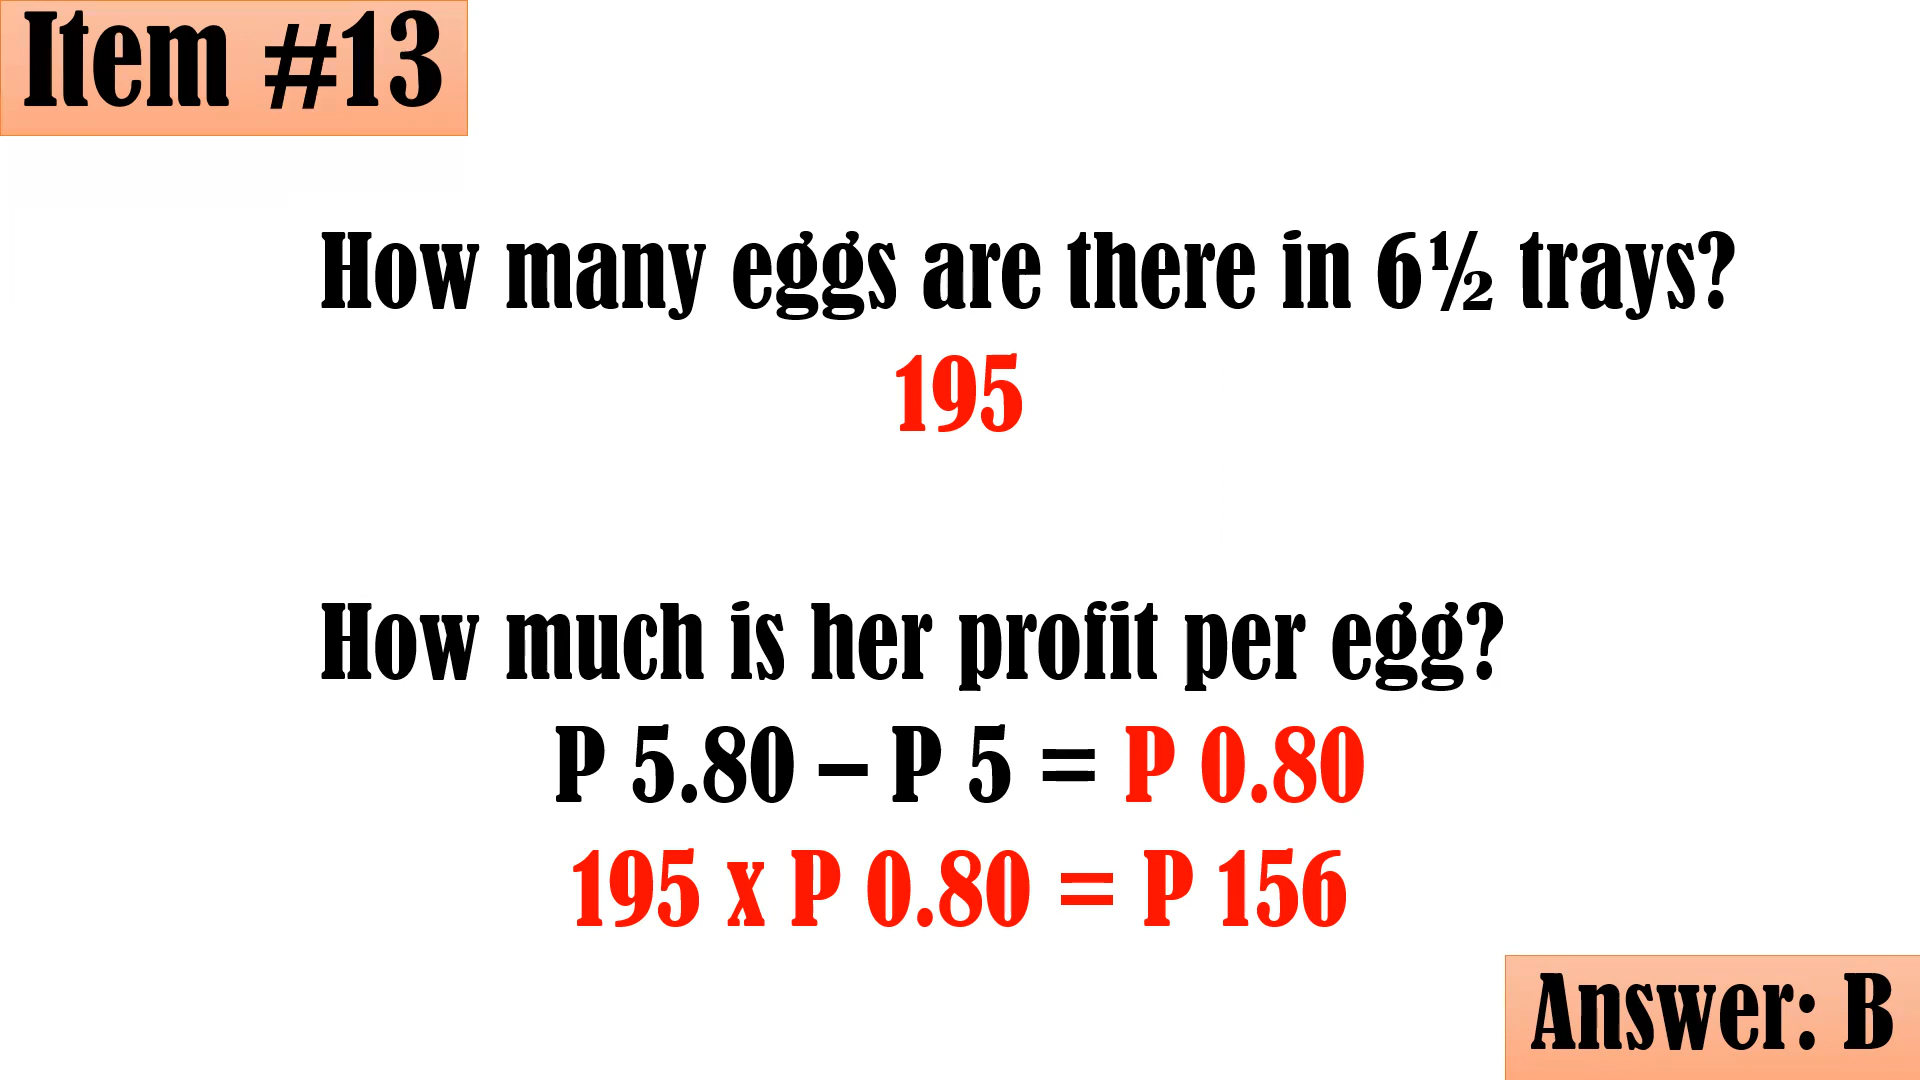 Item #13
How many eggs are there in 6½ trays?
195
How much is her profit per egg?
P 5.80 – P 5 = P 0.80
195 x P 0.80 = P 156
Answer: B